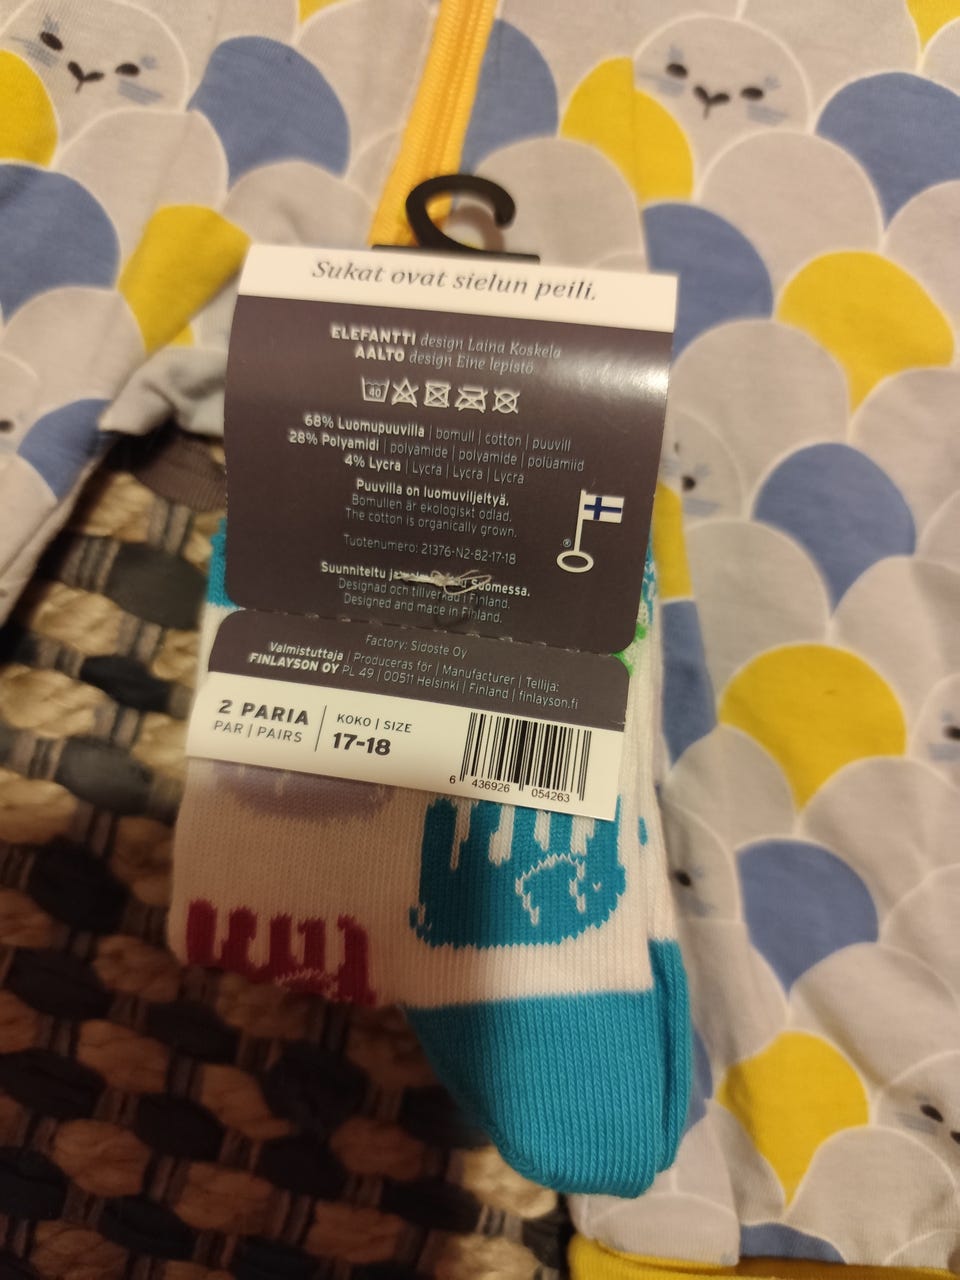 Sukat ovat sielun peili.
ELEFANTTI design Laina Koskela
AALTO design Eine lepistö
40
68% Luomupuuvilla | bomull | cotton | puuvill
28% Polyamidi | polyamide | polyamide | polüamiid
4% Lycra | Lycra | Lycra | Lycra
Puuvilla on luomuviljeltyä.
Bomullen är ekologiskt odlad.
The cotton is organically grown.
Tuotenumero: 21376-N2-82-17-18
Suunniteltu Suomessa.
Designad och tillverkad i Finland.
Designed and made in Finland.
®
Factory: Sidoste Oy
Valmistuttaja | Produceras för | Manufacturer | Tellija:
FINLAYSON OY PL 49 | 00511 Helsinki | Finland | finlayson.fi
2 PARIA
PAR | PAIRS
KOKO | SIZE
17-18
6 436926 054263